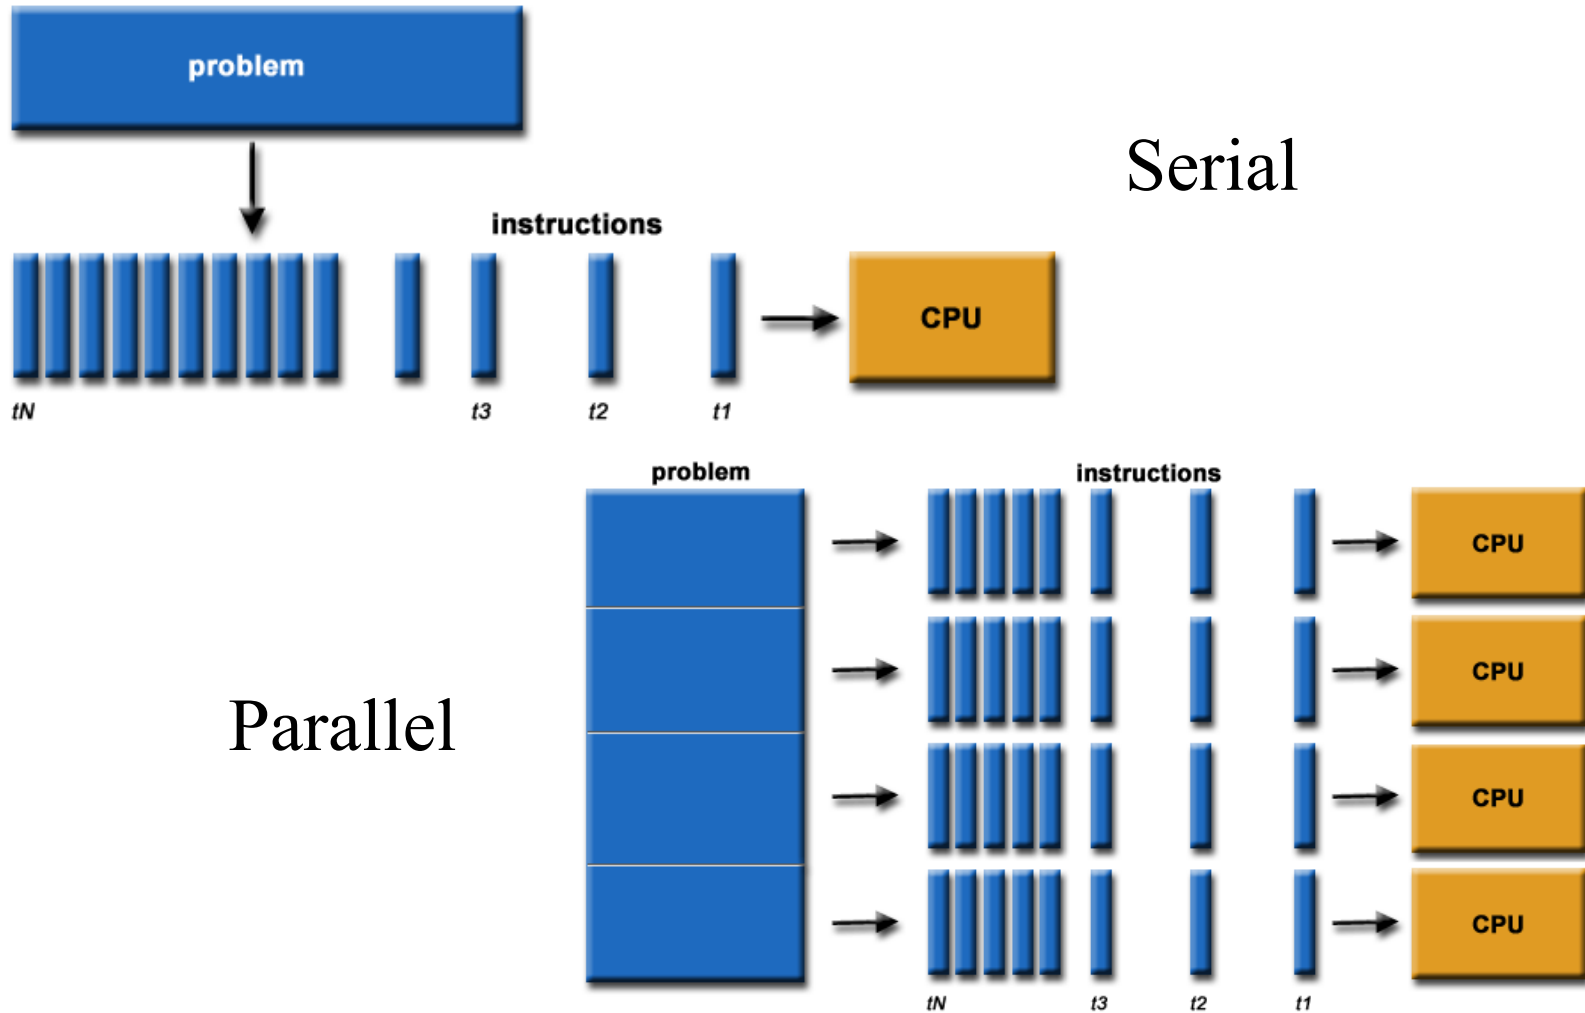 problem
Serial
instructions
CPU
tN t3 t2 t1
problem instructions
CPU
CPU
Parallel
CPU
CPU
tN t3 t2 t1